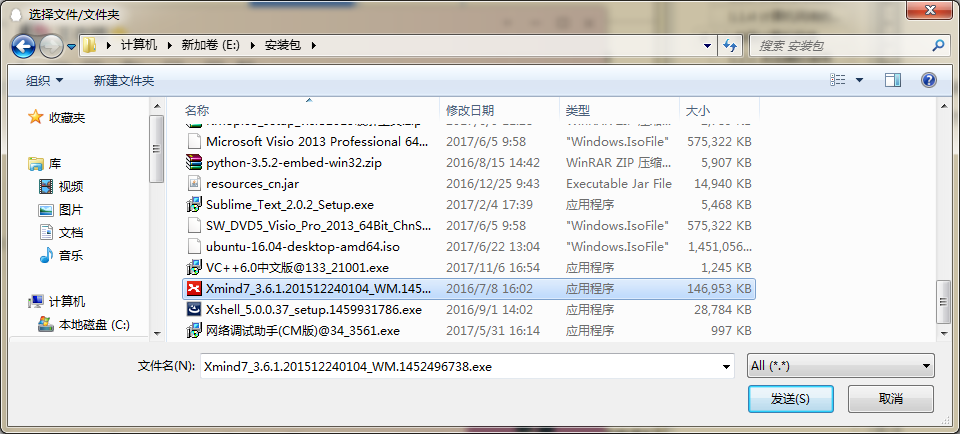 选择文件/文件夹
计算机 新加卷 (E:) 安装包
搜索 安装包
组织 新建文件夹
名称 修改日期 类型 大小
收藏夹
库
视频
图片
文档
音乐
计算机
本地磁盘 (C:)
Microsoft Visio 2013 Professional 64... 2017/6/5 9:58 "Windows.IsoFile" 575,322 KB
python-3.5.2-embed-win32.zip 2016/8/15 14:42 WinRAR ZIP 压缩... 5,907 KB
resources_cn.jar 2016/12/25 9:43 Executable Jar File 14,940 KB
Sublime_Text_2.0.2_Setup.exe 2017/2/4 17:39 应用程序 5,468 KB
SW_DVD5_Visio_Pro_2013_64Bit_ChnS... 2017/6/5 9:58 "Windows.IsoFile" 575,322 KB
ubuntu-16.04-desktop-amd64.iso 2017/6/22 13:04 "Windows.IsoFile" 1,451,056...
VC++6.0中文版@133_21001.exe 2017/11/6 16:54 应用程序 1,245 KB
Xmind7_3.6.1.201512240104_WM.145... 2016/7/8 16:02 应用程序 146,953 KB
Xshell_5.0.0.37_setup.1459931786.exe 2016/9/1 14:02 应用程序 28,784 KB
网络调试助手(CM版)@34_3561.exe 2017/5/31 16:14 应用程序 997 KB
文件名(N): Xmind7_3.6.1.201512240104_WM.1452496738.exe All (*.*)
发送(S) 取消